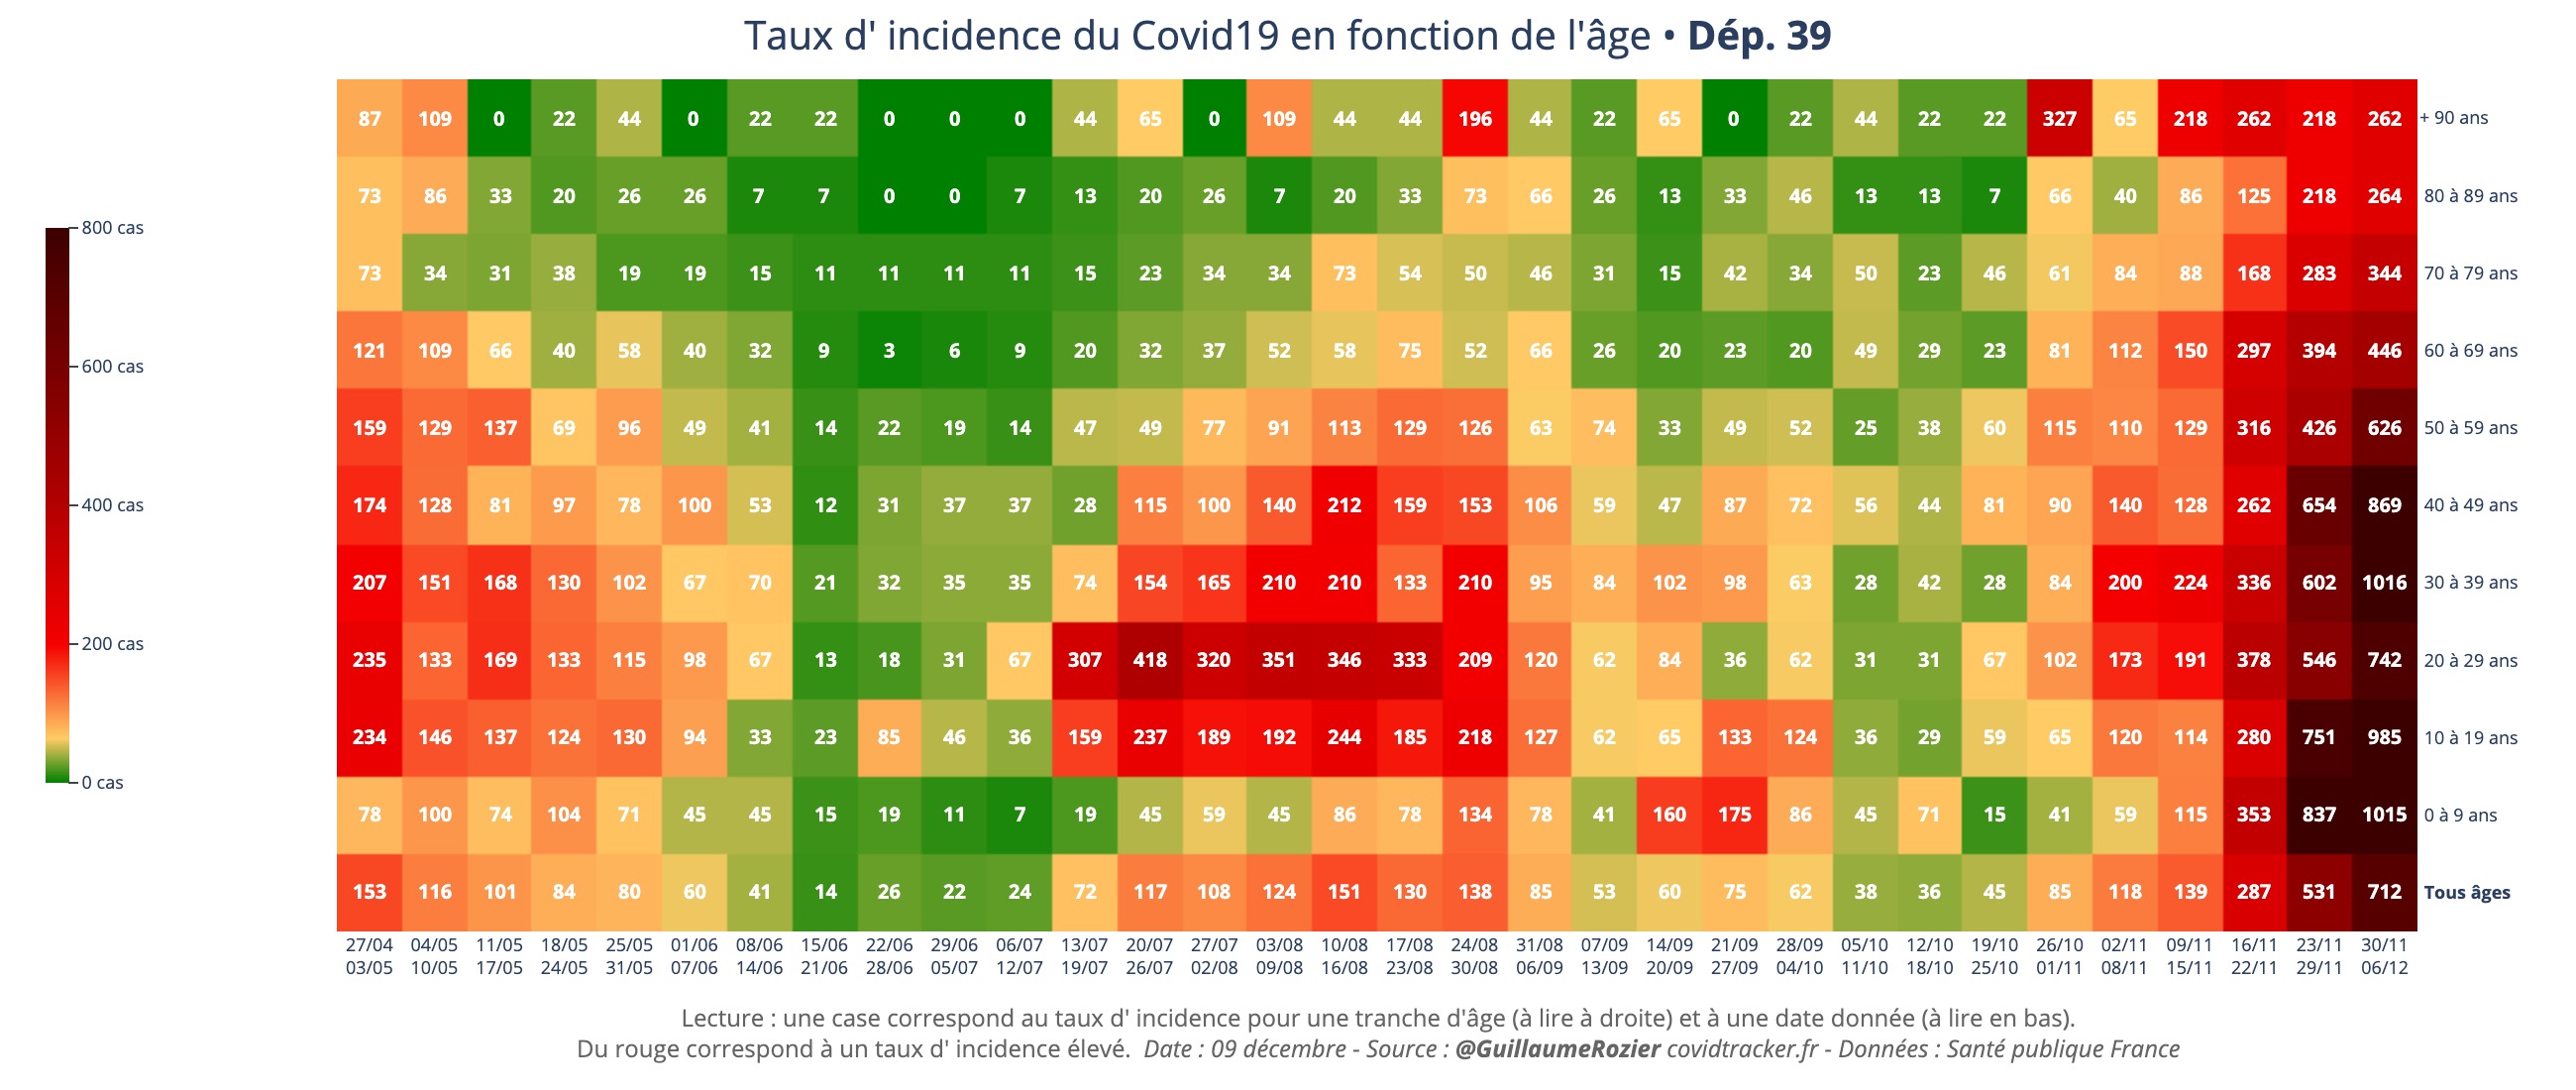 Taux d' incidence du Covid19 en fonction de l'âge • Dép. 39
87 109 0 22 44 0 22 22 0 0 0 44 65 0 109 44 44 196 44 22 65 0 22 44 22 22 327 65 218 262 218 262 + 90 ans
73 86 33 20 26 26 7 7 0 0 7 13 20 26 7 20 33 73 66 26 13 33 46 13 13 7 66 40 86 125 218 264 80 à 89 ans
800 cas
73 34 31 38 19 19 15 11 11 11 11 15 23 34 34 73 54 50 46 31 15 42 34 50 23 46 61 84 88 168 283 344 70 à 79 ans
121 109 66 40 58 40 32 9 3 6 9 20 32 37 52 58 75 52 66 26 20 23 20 49 29 23 81 112 150 297 394 446 60 à 69 ans
600 cas
159 129 137 69 96 49 41 14 22 19 14 47 49 77 91 113 129 126 63 74 33 49 52 25 38 60 115 110 129 316 426 626 50 à 59 ans
400 cas
174 128 81 97 78 100 53 12 31 37 37 28 115 100 140 212 159 153 106 59 47 87 72 56 44 81 90 140 128 262 654 869 40 à 49 ans
207 151 168 130 102 67 70 21 32 35 35 74 154 165 210 210 133 210 95 84 102 98 63 28 42 28 84 200 224 336 602 1016 30 à 39 ans
200 cas
235 133 169 133 115 98 67 13 18 31 67 307 418 320 351 346 333 209 120 62 84 36 62 31 31 67 102 173 191 378 546 742 20 à 29 ans
234 146 137 124 130 94 33 23 85 46 36 159 237 189 192 244 185 218 127 62 65 133 124 36 29 59 65 120 114 280 751 985 10 à 19 ans
0 cas
78 100 74 104 71 45 45 15 19 11 7 19 45 59 45 86 78 134 78 41 160 175 86 45 71 15 41 59 115 353 837 1015 0 à 9 ans
153 116 101 84 80 60 41 14 26 22 24 72 117 108 124 151 130 138 85 53 60 75 62 38 36 45 85 118 139 287 531 712 Tous âges
27/04 04/05 11/05 18/05 25/05 01/06 08/06 15/06 22/06 29/06 06/07 13/07 20/07 27/07 03/08 10/08 17/08 24/08 31/08 07/09 14/09 21/09 28/09 05/10 12/10 19/10 26/10 02/11 09/11 16/11 23/11 30/11
03/05 10/05 17/05 24/05 31/05 07/06 14/06 21/06 28/06 05/07 12/07 19/07 26/07 02/08 09/08 16/08 23/08 30/08 06/09 13/09 20/09 27/09 04/10 11/10 18/10 25/10 01/11 08/11 15/11 22/11 29/11 06/12
Lecture : une case correspond au taux d' incidence pour une tranche d'âge (à lire à droite) et à une date donnée (à lire en bas).
Du rouge correspond à un taux d' incidence élevé. Date : 09 décembre - Source : @GuillaumeRozier covidtracker.fr - Données : Santé publique France